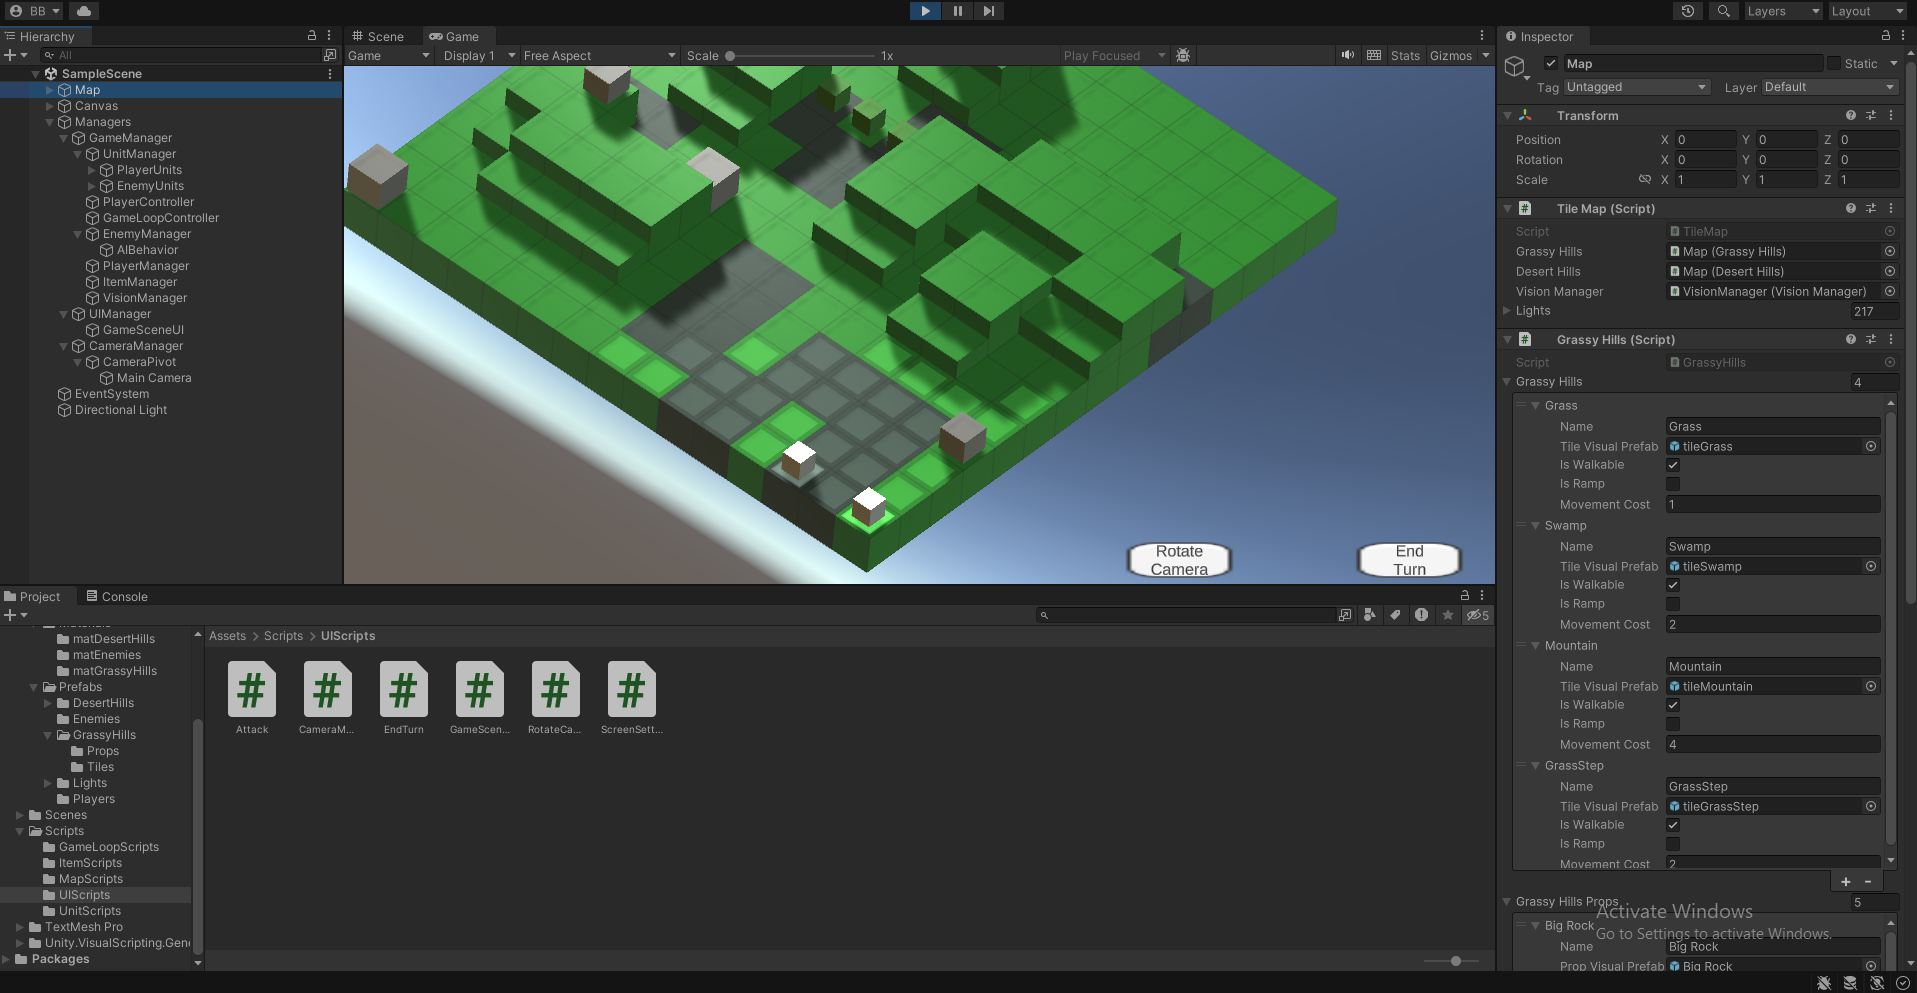 BB
Layers
Layout
Hierarchy
All
SampleScene
Map
Canvas
Managers
GameManager
UnitManager
PlayerUnits
EnemyUnits
PlayerController
GameLoopController
EnemyManager
AIBehavior
PlayerManager
ItemManager
VisionManager
UIManager
GameSceneUI
CameraManager
CameraPivot
Main Camera
EventSystem
Directional Light
Scene
Game
Game
Display 1
Free Aspect
Scale
1x
Play Focused
Stats
Gizmos
Rotate
Camera
End
Turn
Inspector
Map
Static
Tag
Untagged
Layer
Default
Transform
Position
X 0
Y 0
Z 0
Rotation
X 0
Y 0
Z 0
Scale
X 1
Y 1
Z 1
Tile Map (Script)
Script
TileMap
Grassy Hills
Map (Grassy Hills)
Desert Hills
Map (Desert Hills)
Vision Manager
VisionManager (Vision Manager)
Lights
217
Grassy Hills (Script)
Script
GrassyHills
Grassy Hills
4
Grass
Name
Grass
Tile Visual Prefab
tileGrass
Is Walkable
Is Ramp
Movement Cost
1
Swamp
Name
Swamp
Tile Visual Prefab
tileSwamp
Is Walkable
Is Ramp
Movement Cost
2
Mountain
Name
Mountain
Tile Visual Prefab
tileMountain
Is Walkable
Is Ramp
Movement Cost
4
GrassStep
Name
GrassStep
Tile Visual Prefab
tileGrassStep
Is Walkable
Is Ramp
Movement Cost
2
Grassy Hills Props
5
Big Rock
Name
Big Rock
Prop Visual Prefab
Big Rock
Activate Windows
Go to Settings to activate Windows.
Project
Console
5
Materials
matDesertHills
matEnemies
matGrassyHills
Prefabs
DesertHills
Enemies
GrassyHills
Props
Tiles
Lights
Players
Scenes
Scripts
GameLoopScripts
ItemScripts
MapScripts
UIScripts
UnitScripts
TextMesh Pro
Unity.VisualScripting.Gene
Packages
Assets > Scripts > UIScripts
Attack
CameraM...
EndTurn
GameScen...
RotateCa...
ScreenSett...